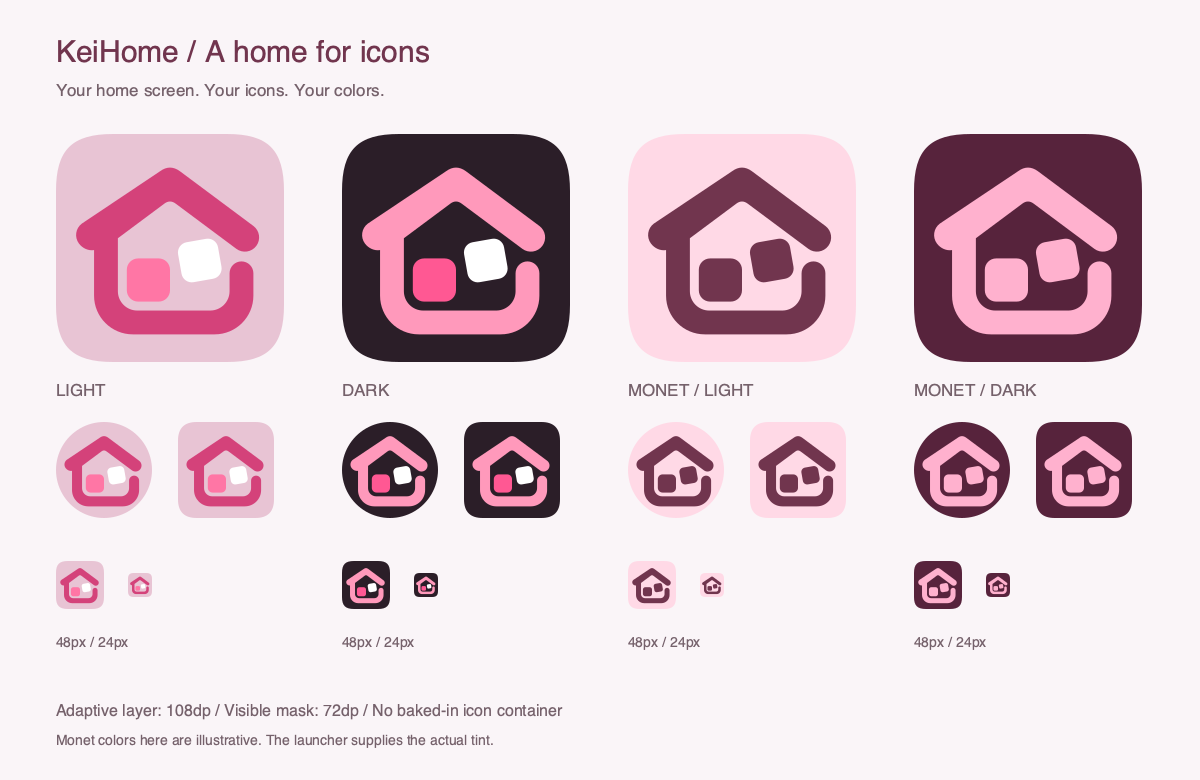 KeiHome / A home for icons
Your home screen. Your icons. Your colors.
LIGHT
DARK
MONET / LIGHT
MONET / DARK
48px / 24px
48px / 24px
48px / 24px
48px / 24px
Adaptive layer: 108dp / Visible mask: 72dp / No baked-in icon container
Monet colors here are illustrative. The launcher supplies the actual tint.